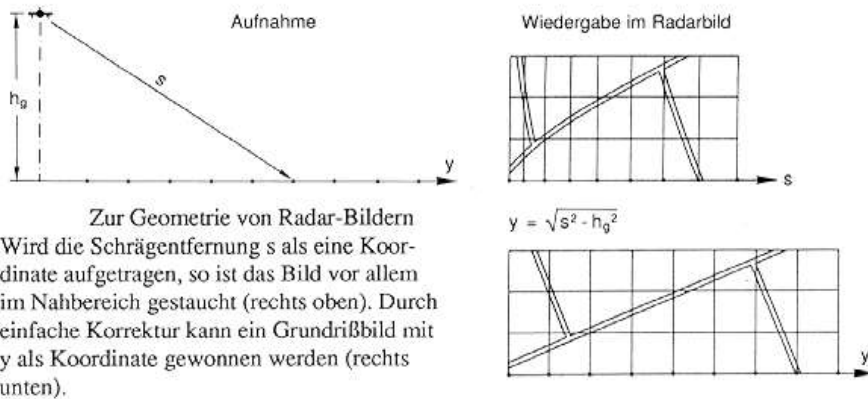 Aufnahme
Wiedergabe im Radarbild
h_g
s
y
s
Zur Geometrie von Radar-Bildern
Wird die Schrägentfernung s als eine Koor-
dinate aufgetragen, so ist das Bild vor allem
im Nahbereich gestaucht (rechts oben). Durch
einfache Korrektur kann ein Grundrißbild mit
y als Koordinate gewonnen werden (rechts
unten).
y = √s² - h_g²
y